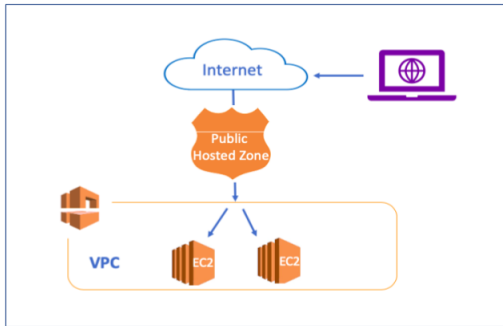 Internet
Public
Hosted Zone
VPC
EC2
EC2